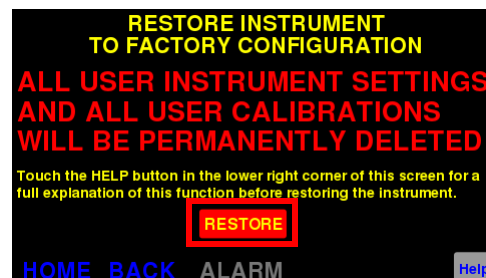 RESTORE INSTRUMENT
TO FACTORY CONFIGURATION
ALL USER INSTRUMENT SETTINGS
AND ALL USER CALIBRATIONS
WILL BE PERMANENTLY DELETED
Touch the HELP button in the lower right corner of this screen for a
full explanation of this function before restoring the instrument.
RESTORE
HOME BACK ALARM Help